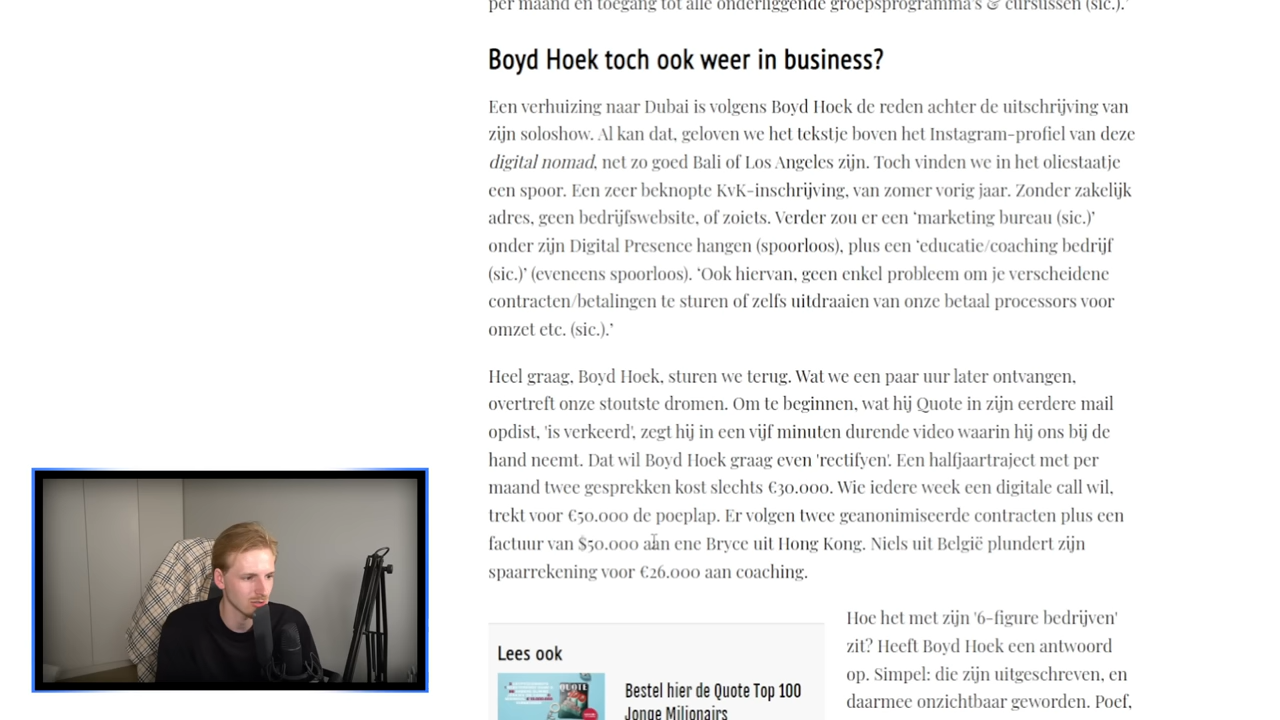 per maand en toegang tot alle onderliggende groepsprogramma's & cursussen (sic.).'
Boyd Hoek toch ook weer in business?
Een verhuizing naar Dubai is volgens Boyd Hoek de reden achter de uitschrijving van
zijn soloshow. Al kan dat, geloven we het tekstje boven het Instagram-profiel van deze
digital nomad, net zo goed Bali of Los Angeles zijn. Toch vinden we in het oliestaatje
een spoor. Een zeer beknopte KvK-inschrijving, van zomer vorig jaar. Zonder zakelijk
adres, geen bedrijfswebsite, of zoiets. Verder zou er een ‘marketing bureau (sic.)’
onder zijn Digital Presence hangen (spoorloos), plus een ‘educatie/coaching bedrijf
(sic.)’ (eveneens spoorloos). ‘Ook hiervan, geen enkel probleem om je verscheidene
contracten/betalingen te sturen of zelfs uitdraaien van onze betaal processors voor
omzet etc. (sic.).’
Heel graag, Boyd Hoek, sturen we terug. Wat we een paar uur later ontvangen,
overtreft onze stoutste dromen. Om te beginnen, wat hij Quote in zijn eerdere mail
opdist, 'is verkeerd', zegt hij in een vijf minuten durende video waarin hij ons bij de
hand neemt. Dat wil Boyd Hoek graag even 'rectifyen'. Een halfjaartraject met per
maand twee gesprekken kost slechts €30.000. Wie iedere week een digitale call wil,
trekt voor €50.000 de poeplap. Er volgen twee geanonimiseerde contracten plus een
factuur van $50.000 aan ene Bryce uit Hong Kong. Niels uit België plundert zijn
spaarrekening voor €26.000 aan coaching.
Hoe het met zijn '6-figure bedrijven'
zit? Heeft Boyd Hoek een antwoord
op. Simpel: die zijn uitgeschreven, en
daarmee onzichtbaar geworden. Poef,
Lees ook
QUOTE
Bestel hier de Quote Top 100
Jonge Miljonairs